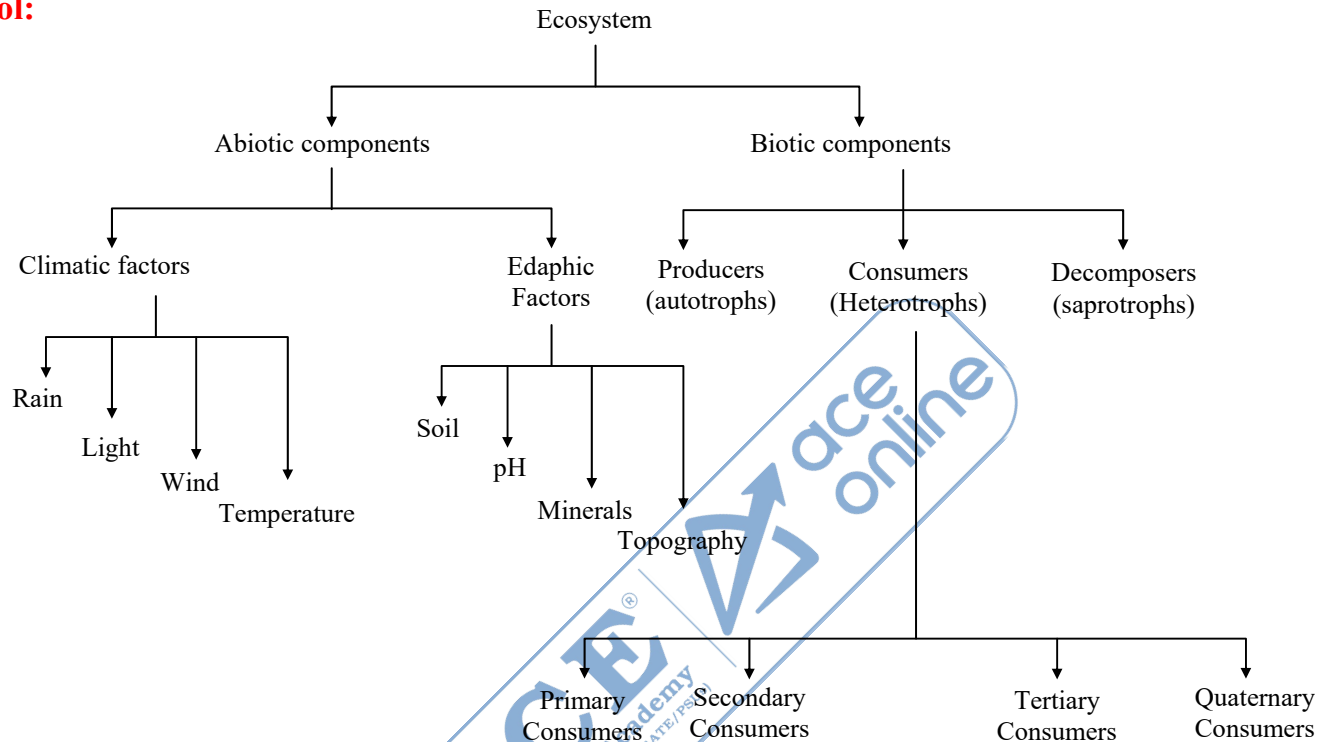 ol:
Ecosystem
Abiotic components
Biotic components
Climatic factors
Edaphic
Factors
Producers
(autotrophs)
Consumers
(Heterotrophs)
Decomposers
(saprotrophs)
Rain
Light
Wind
Temperature
Soil
pH
Minerals
Topography
ace
online
®
Primary
Consumers
Secondary
Consumers
Tertiary
Consumers
Quaternary
Consumers